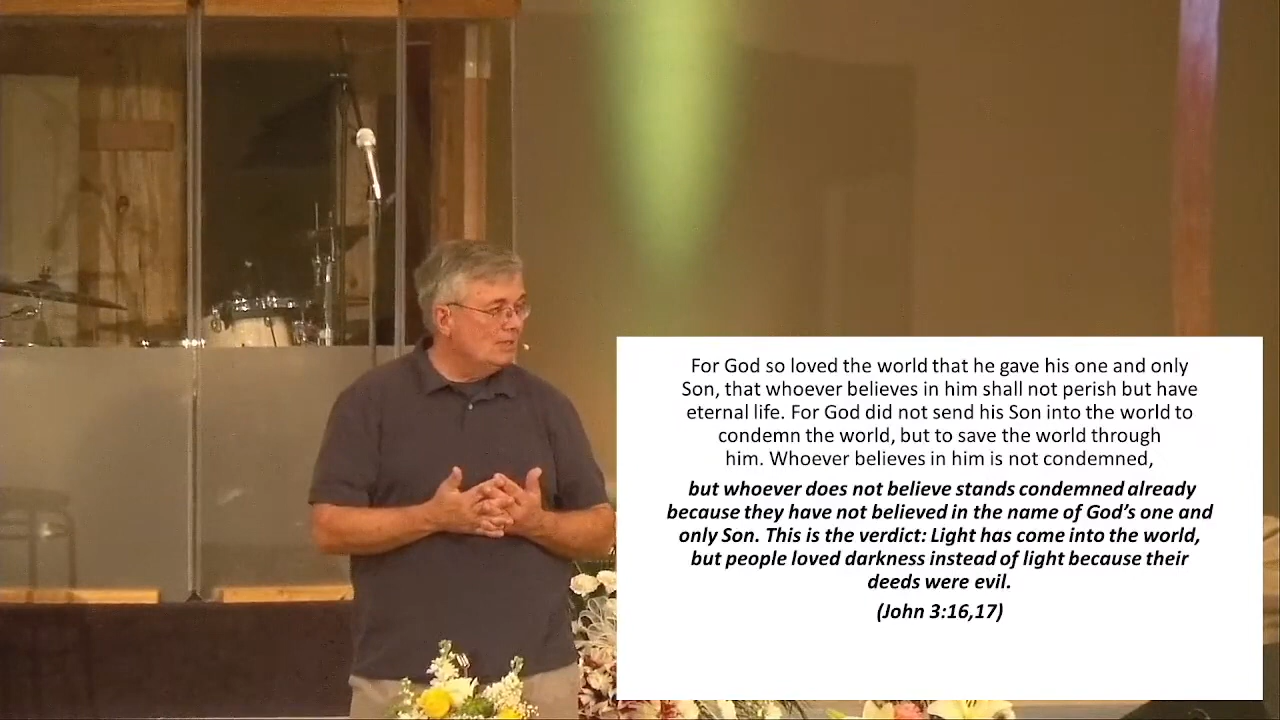 For God so loved the world that he gave his one and only
Son, that whoever believes in him shall not perish but have
eternal life. For God did not send his Son into the world to
condemn the world, but to save the world through
him. Whoever believes in him is not condemned,
but whoever does not believe stands condemned already
because they have not believed in the name of God’s one and
only Son. This is the verdict: Light has come into the world,
but people loved darkness instead of light because their
deeds were evil.
(John 3:16,17)